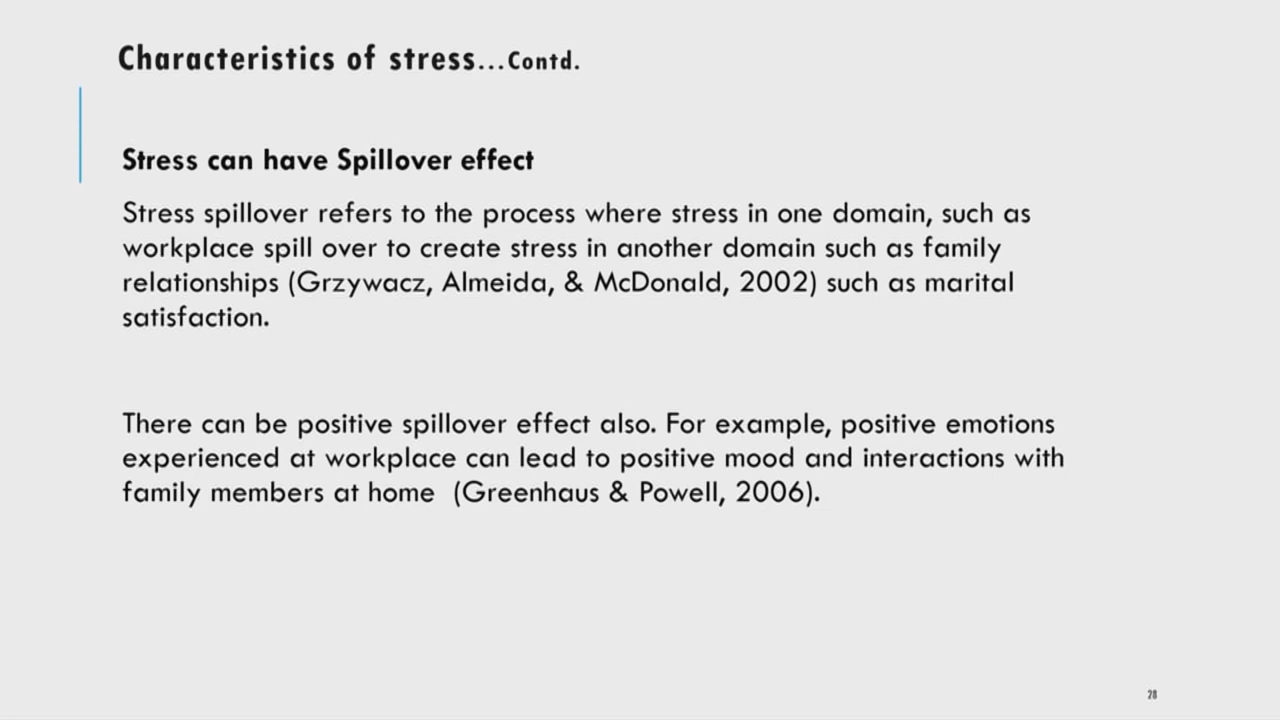 Characteristics of stress...Contd.
Stress can have Spillover effect
Stress spillover refers to the process where stress in one domain, such as
workplace spill over to create stress in another domain such as family
relationships (Grzywacz, Almeida, & McDonald, 2002) such as marital
satisfaction.
There can be positive spillover effect also. For example, positive emotions
experienced at workplace can lead to positive mood and interactions with
family members at home  (Greenhaus & Powell, 2006).
28